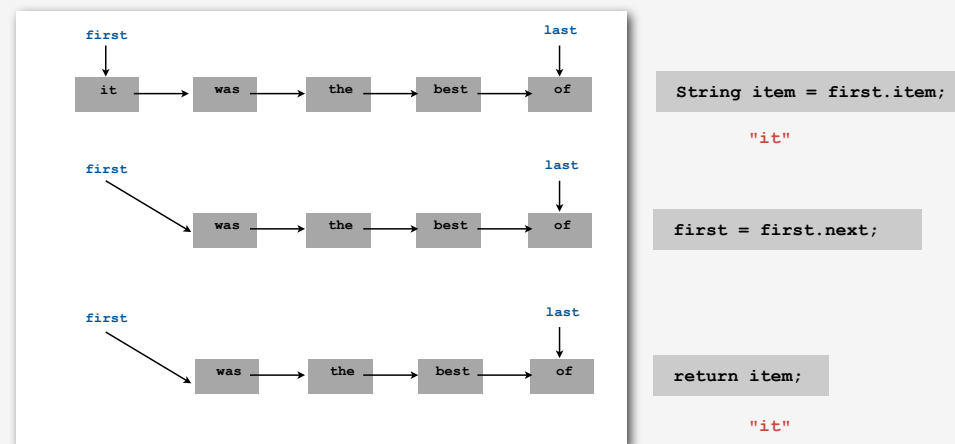 first last
it was the best of
String item = first.item;
"it"
first last
was the best of
first = first.next;
first last
was the best of
return item;
"it"